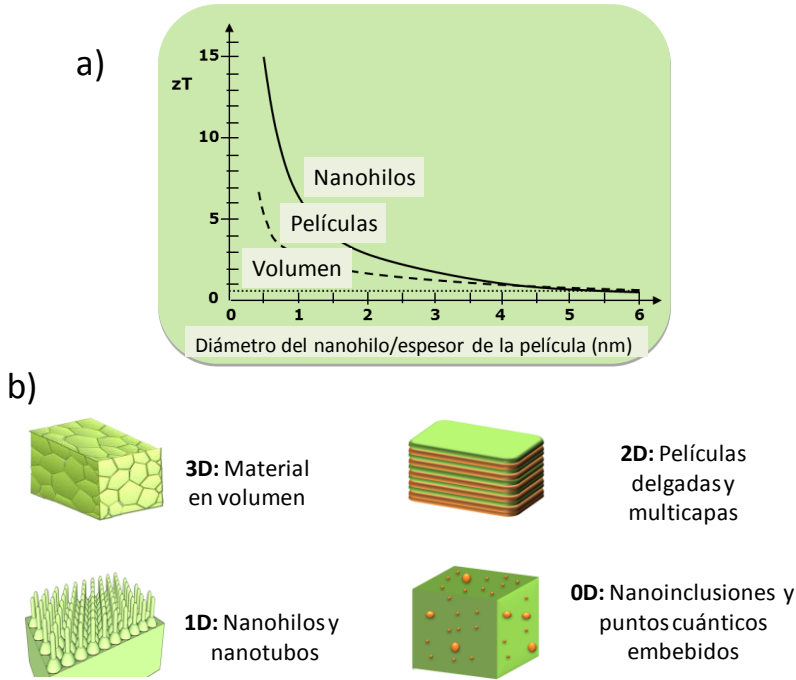 a)
15
zT
10
Nanohilos
5
Películas
Volumen
0
0 1 2 3 4 5 6
Diámetro del nanohilo/espesor de la película (nm)
b)
3D: Material
en volumen
2D: Películas
delgadas y
multicapas
1D: Nanohilos y
nanotubos
0D: Nanoinclusiones y
puntos cuánticos
embebidos